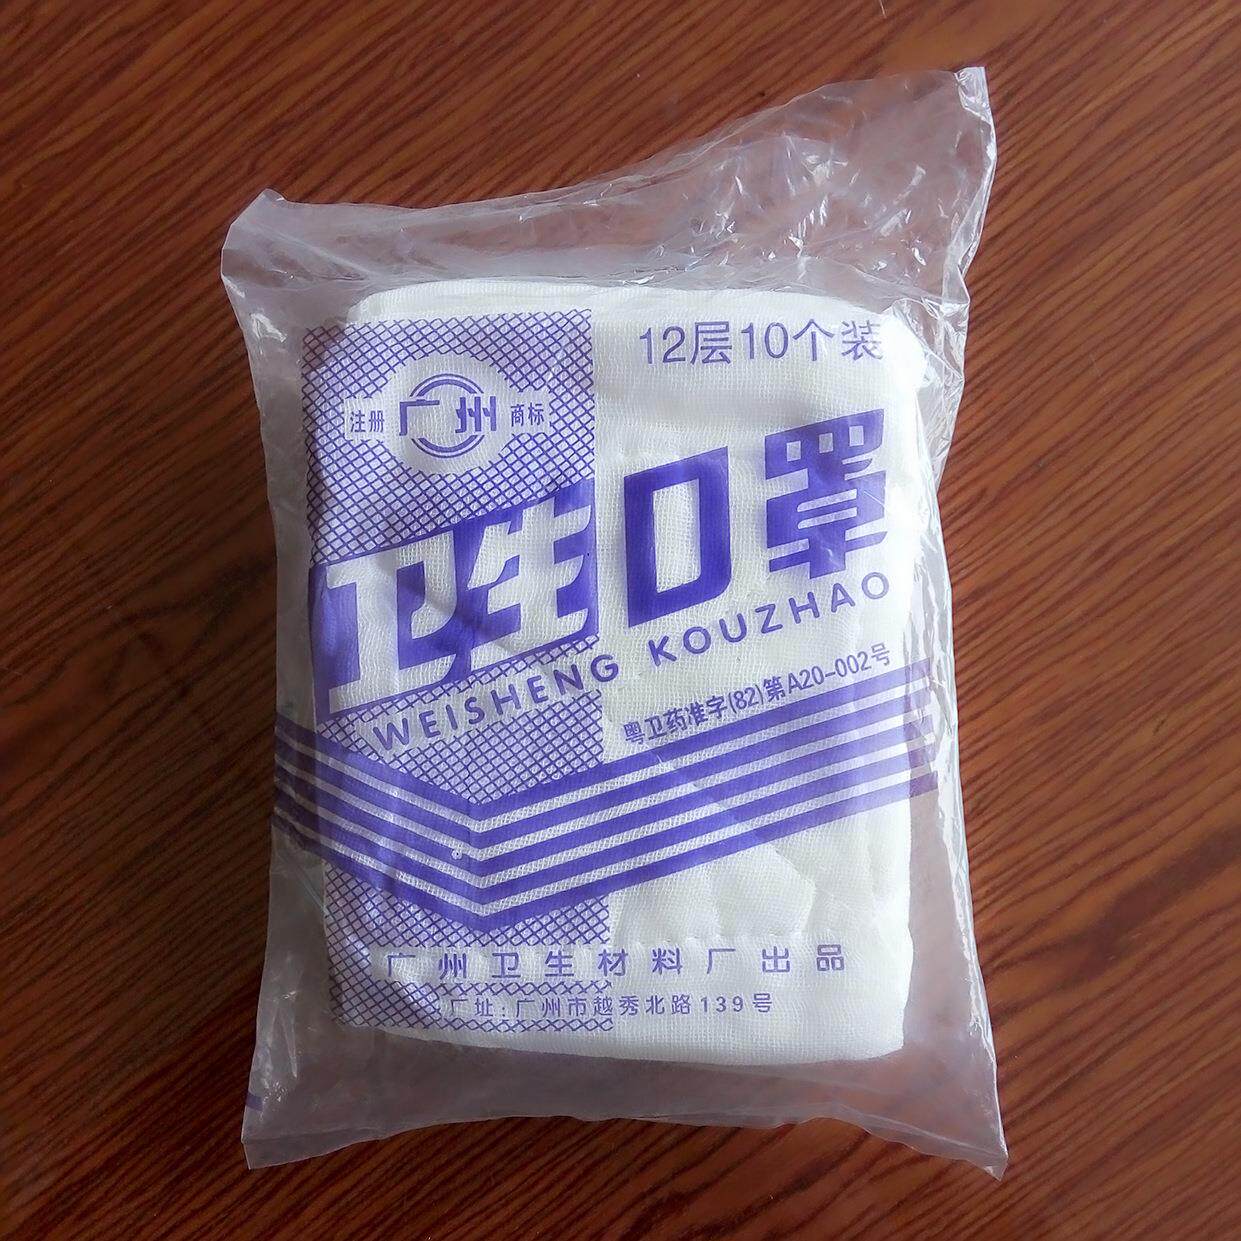 12层10个装
注册 广州 商标
卫生口罩
WEISHENG KOUZHAO
粤卫药准字(82)第A20-002号
广州卫生材料厂出品
厂址:广州市越秀北路139号